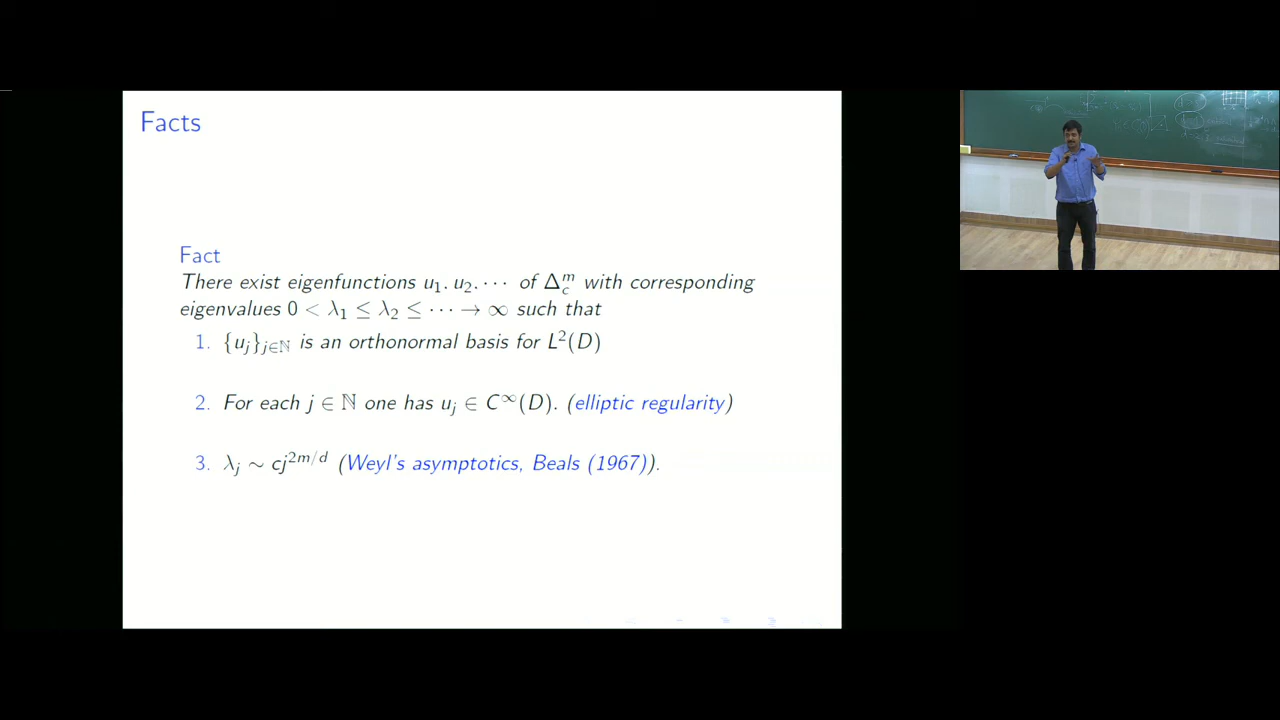 Facts
Fact
There exist eigenfunctions u₁, u₂, ⋯ of Δ_c^m with corresponding
eigenvalues 0 < λ₁ ≤ λ₂ ≤ ⋯ → ∞ such that
1. {u_j}_{j∈ℕ} is an orthonormal basis for L²(D)
2. For each j ∈ ℕ one has u_j ∈ C^∞(D). (elliptic regularity)
3. λ_j ~ cj^{2m/d} (Weyl's asymptotics, Beals (1967)).